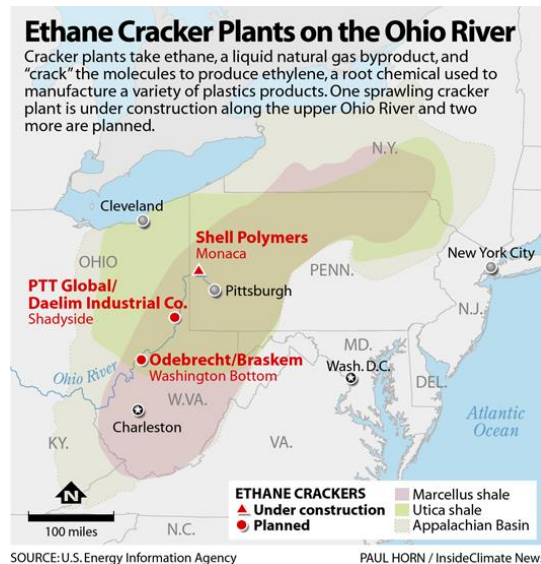 Ethane Cracker Plants on the Ohio River
Cracker plants take ethane, a liquid natural gas byproduct, and
“crack” the molecules to produce ethylene, a root chemical used to
manufacture a variety of plastics products. One sprawling cracker
plant is under construction along the upper Ohio River and two
more are planned.
N.Y.
Cleveland
Shell Polymers
Monaca
OHIO
New York City
PENN.
PTT Global/
Daelim Industrial Co.
Shadyside
Pittsburgh
N.J.
MD.
Odebrecht/Braskem
Washington Bottom
Wash. D.C.
Ohio River
DEL.
W.VA.
Charleston
Atlantic
Ocean
KY.
VA.
N
100 miles
N.C.
ETHANE CRACKERS
Under construction
Planned
Marcellus shale
Utica shale
Appalachian Basin
SOURCE: U.S. Energy Information Agency
PAUL HORN / InsideClimate New